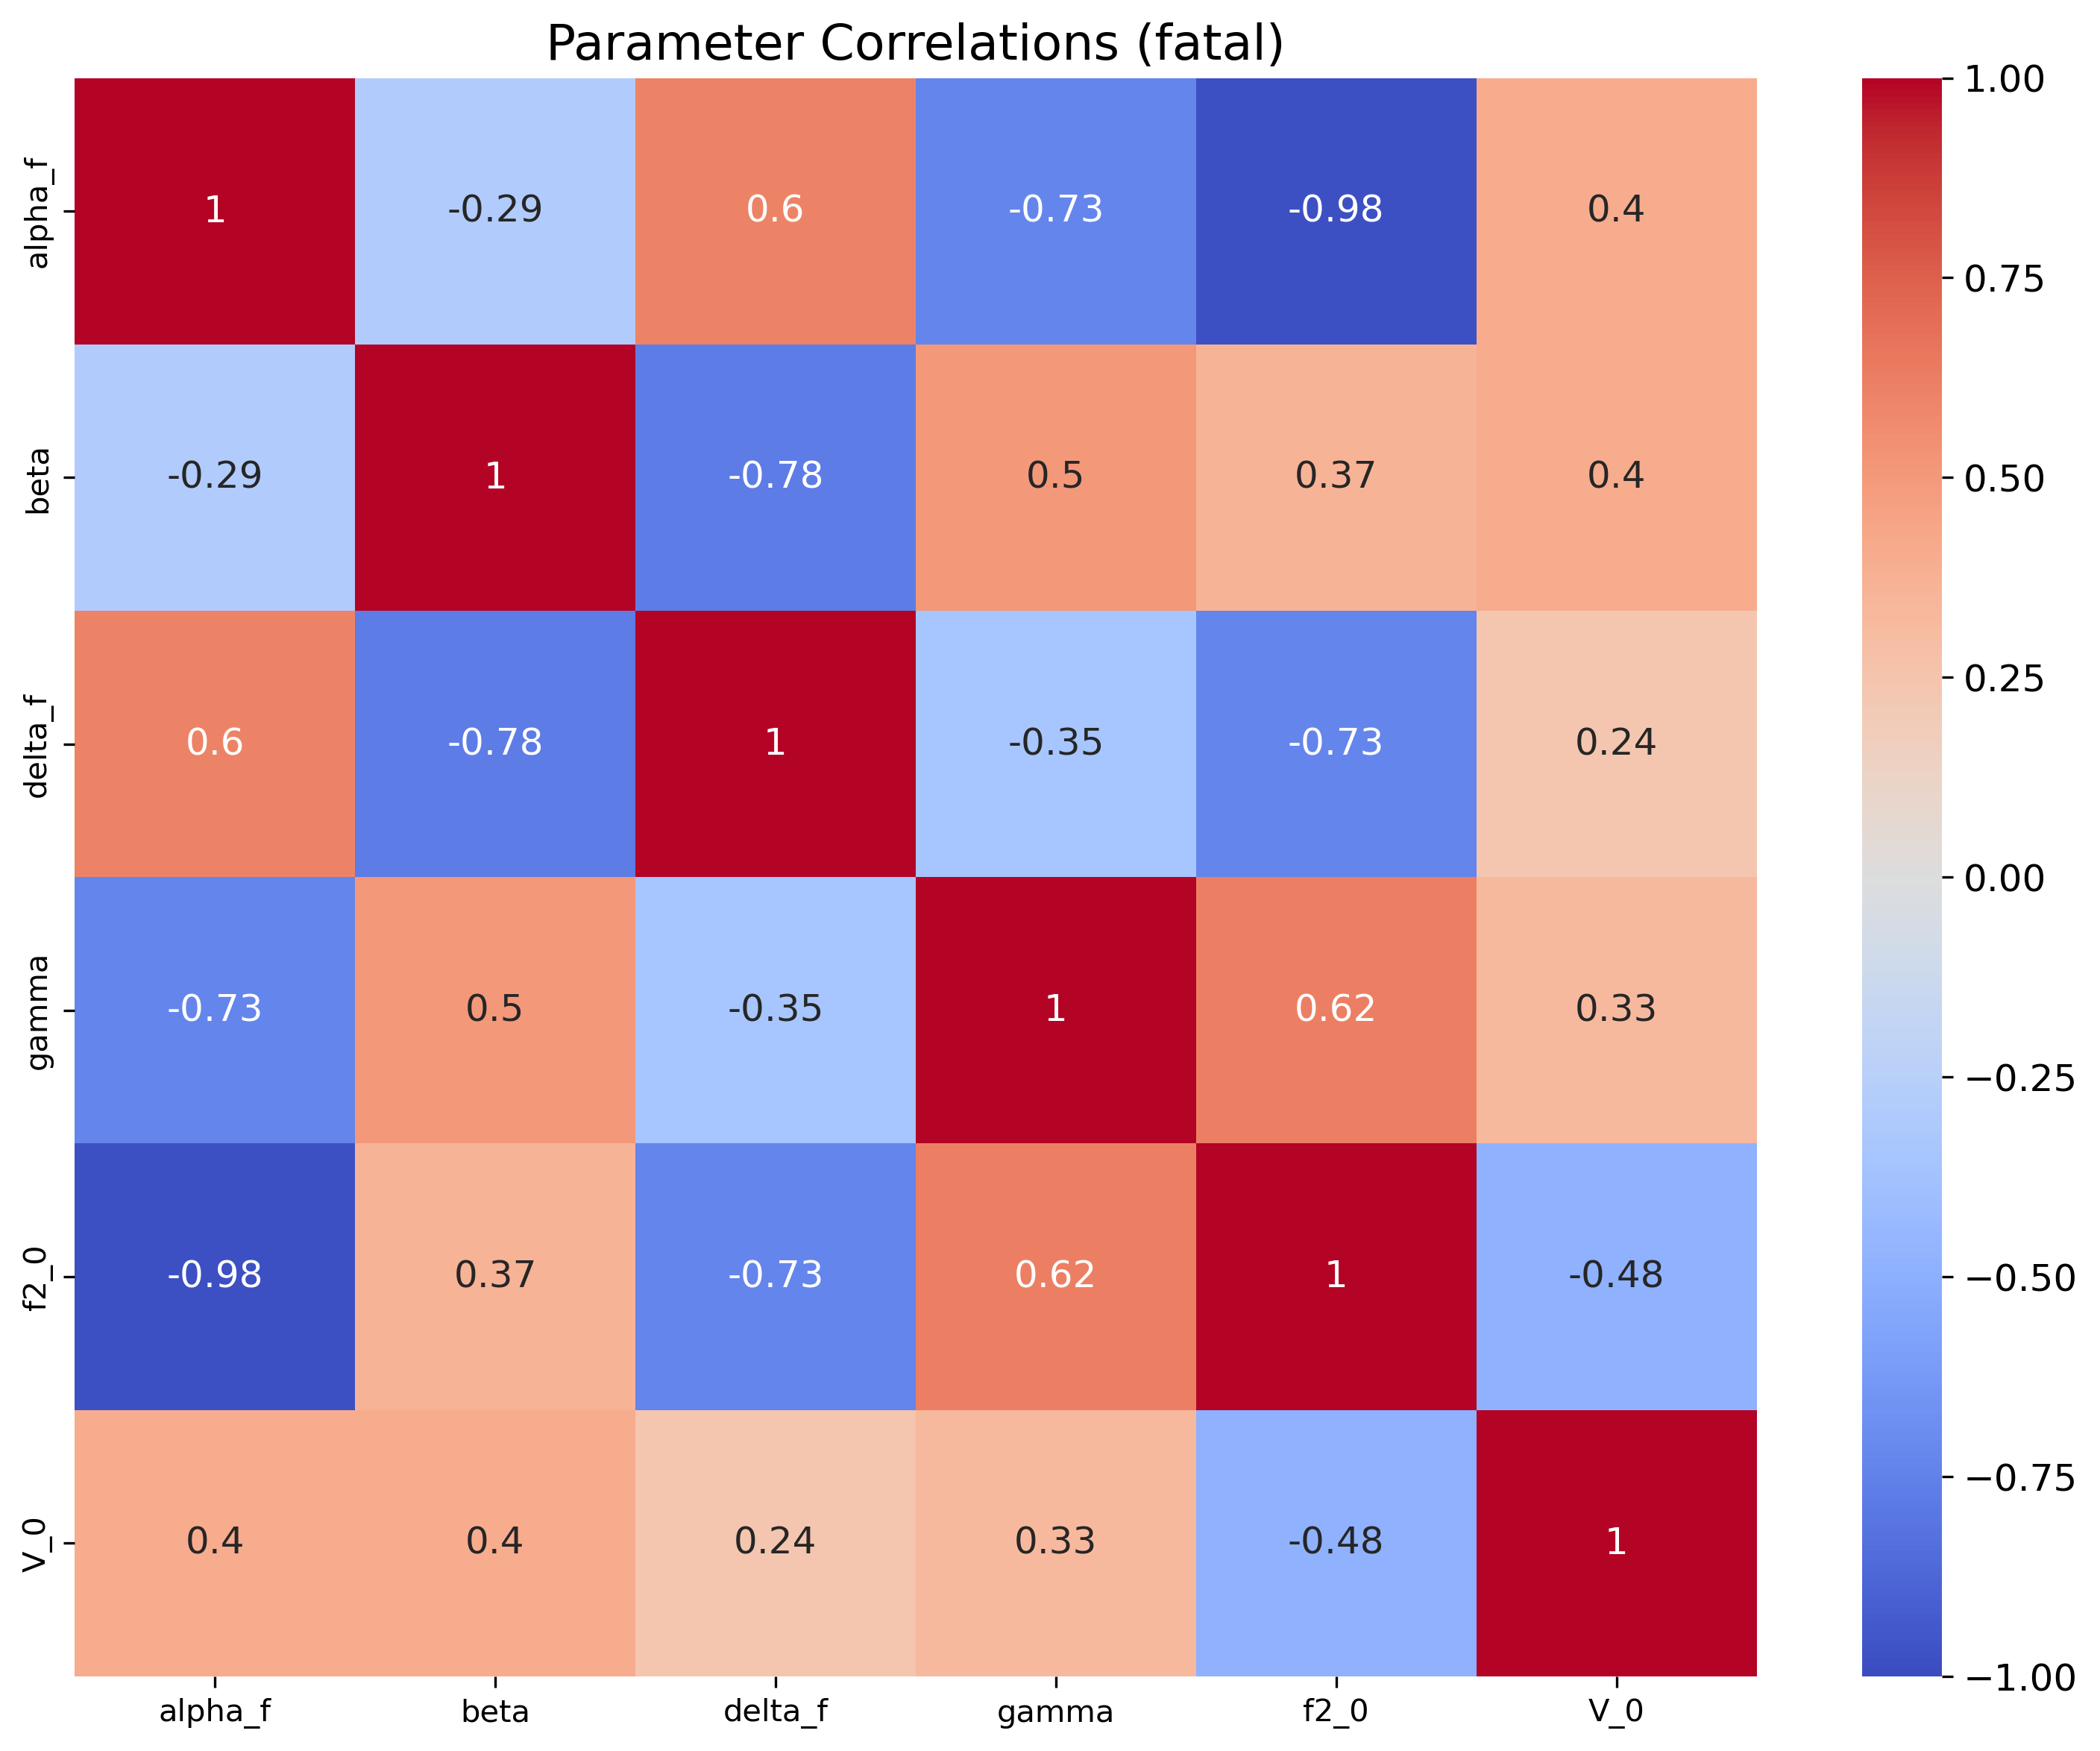 Parameter Correlations (fatal)
alpha_f 1 -0.29 0.6 -0.73 -0.98 0.4
beta -0.29 1 -0.78 0.5 0.37 0.4
delta_f 0.6 -0.78 1 -0.35 -0.73 0.24
gamma -0.73 0.5 -0.35 1 0.62 0.33
f2_0 -0.98 0.37 -0.73 0.62 1 -0.48
V_0 0.4 0.4 0.24 0.33 -0.48 1
alpha_f beta delta_f gamma f2_0 V_0
1.00
0.75
0.50
0.25
0.00
−0.25
−0.50
−0.75
−1.00